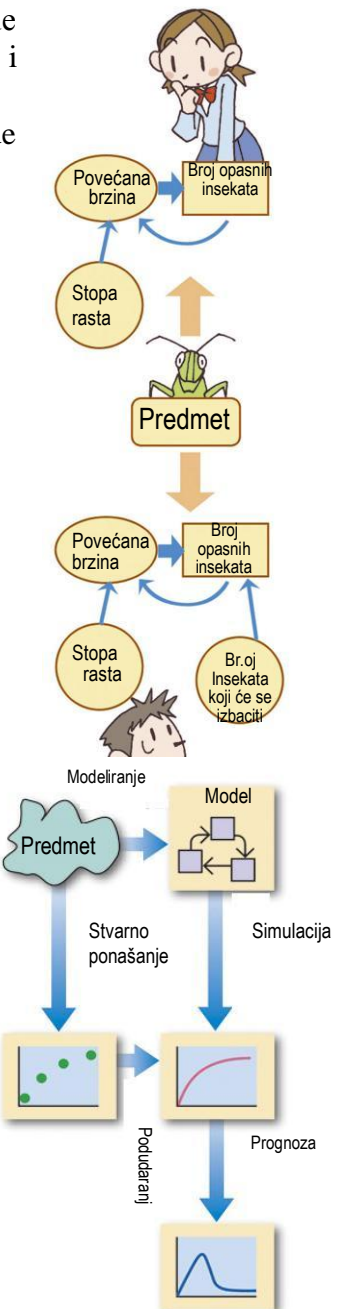 i
Povećana
brzina
Broj opasnih
insekata
Stopa
rasta
Predmet
Povećana
brzina
Broj
opasnih
insekata
Stopa
rasta
Br.oj
Insekata
koji će se
izbaciti
Modeliranje
Predmet
Model
Stvarno
ponašanje
Simulacija
Podudaranj
Prognoza